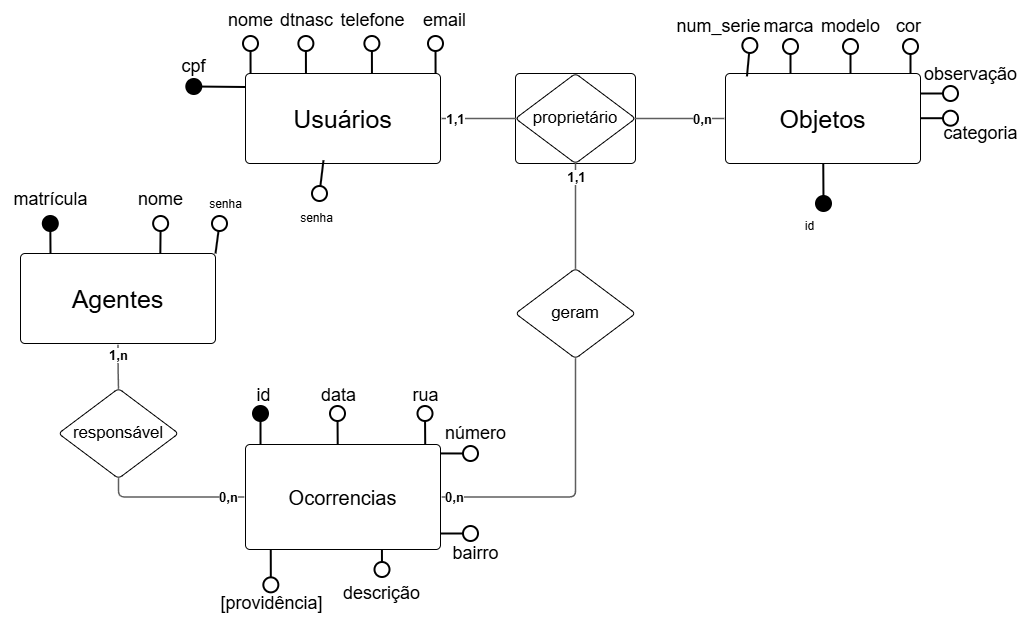 nome dtnasc telefone email
num_serie marca modelo cor
cpf
observação
Usuários
1,1
proprietário
0,n
Objetos
categoria
1,1
senha
id
matrícula nome senha
Agentes
geram
1,n
responsável
id data rua
número
0,n
Ocorrencias
0,n
bairro
[providência]
descrição